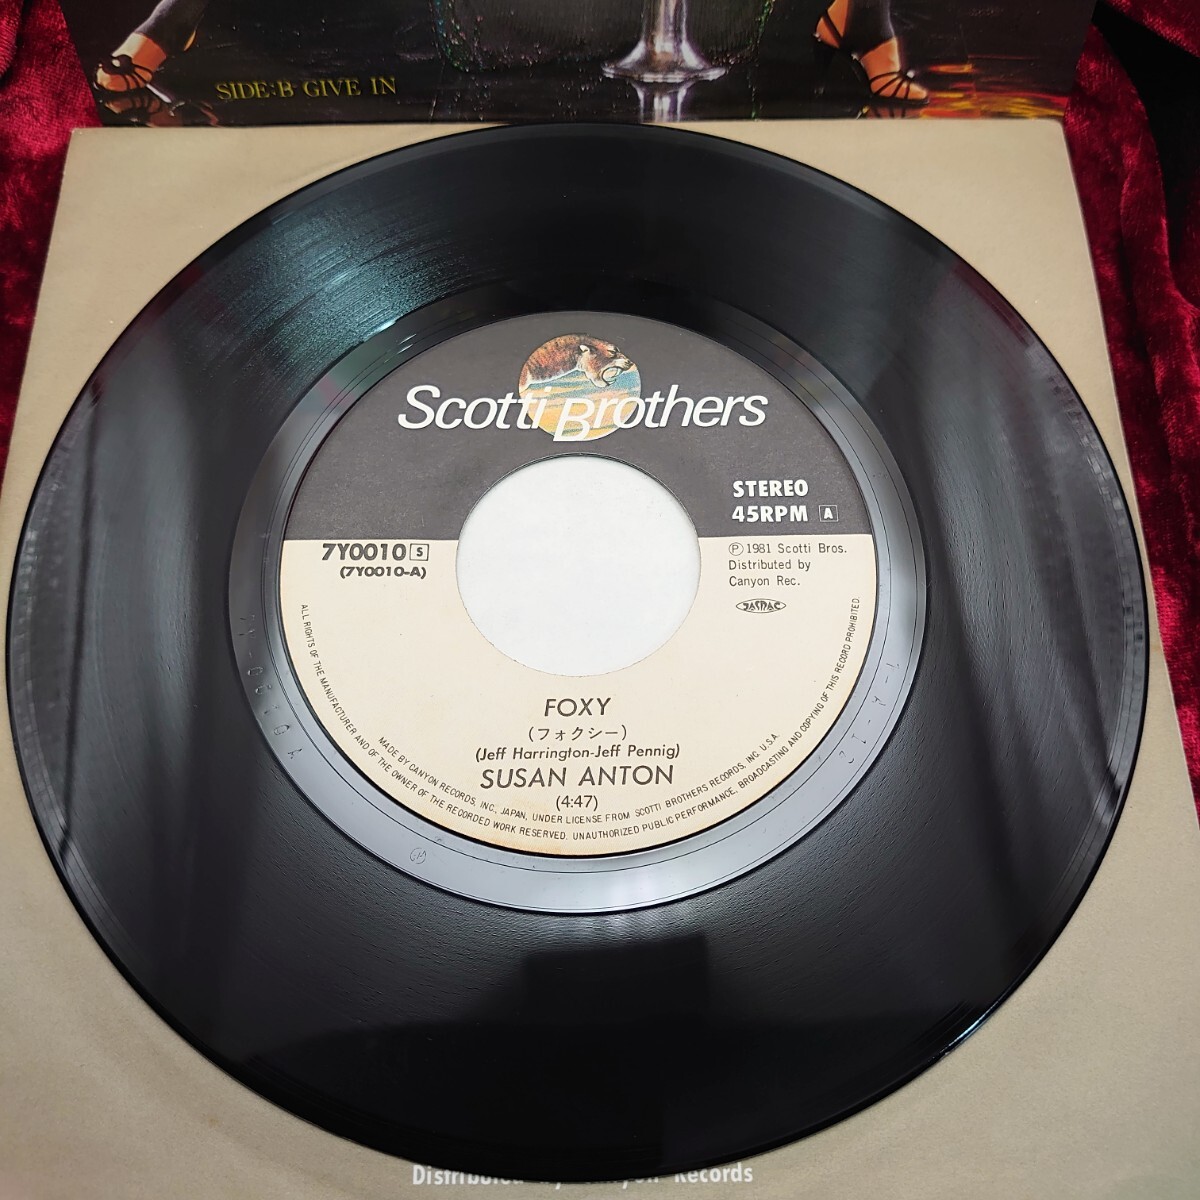 SIDE:B GIVE IN
Scotti Brothers
STEREO
45RPM A
7Y0010 S
(7Y0010-A)
Ⓟ1981 Scotti Bros.
Distributed by
Canyon Rec.
JASRAC
FOXY
(フォクシー)
(Jeff Harrington-Jeff Pennig)
SUSAN ANTON
(4:47)
MADE BY CANYON RECORDS, INC., JAPAN, UNDER LICENSE FROM SCOTTI BROTHERS RECORDS, INC. U.S.A.
ALL RIGHTS OF THE MANUFACTURER AND OF THE OWNER OF THE RECORDED WORK RESERVED. UNAUTHORIZED PUBLIC PERFORMANCE, BROADCASTING AND COPYING OF THIS RECORD PROHIBITED
Distributed Records